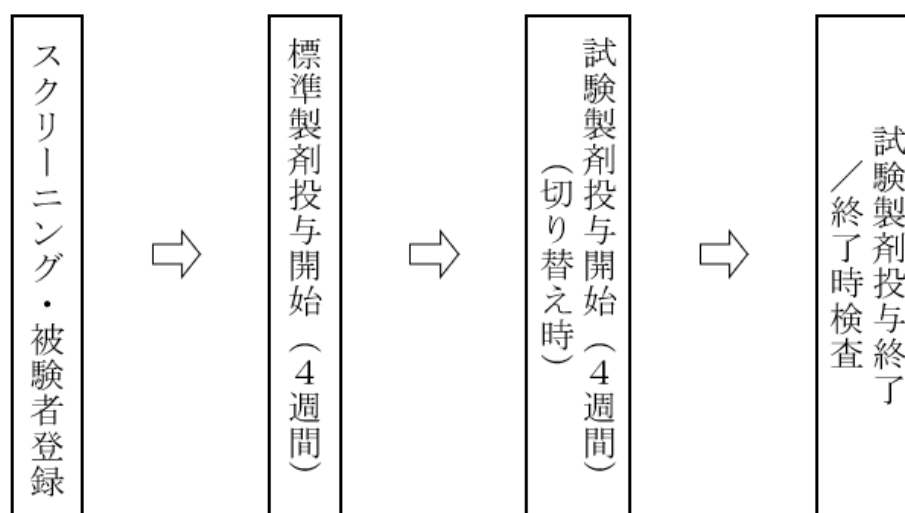 スクリーニング・被験者登録
標準製剤投与開始（４週間）
試験製剤投与開始（４週間）
（切り替え時）
試験製剤投与終了
／終了時検査